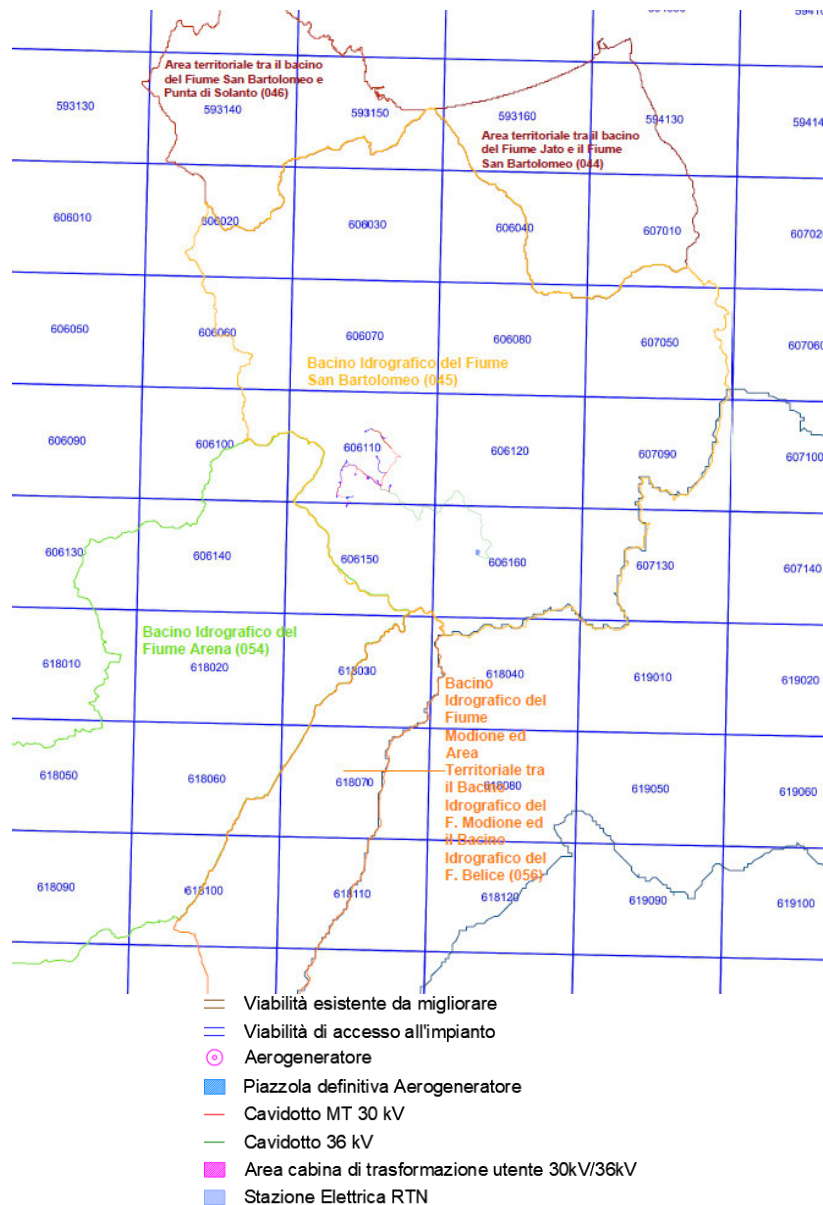 Area territoriale tra il bacino
del Fiume San Bartolomeo e
Punta di Solanto (046)
593130
593140
593150
593160
594130
59414
Area territoriale tra il bacino
del Fiume Jato e il Fiume
San Bartolomeo (044)
606010
606020
606030
606040
607010
60702
606050
606060
606070
606080
607050
607060
Bacino Idrografico del Fiume
San Bartolomeo (045)
606090
606100
606110
606120
607090
607100
606130
606140
606150
606160
607130
607140
Bacino Idrografico del
Fiume Arena (054)
618010
618020
618030
618040
619010
619020
Bacino
Idrografico del
Fiume
Modione ed
Area
Territoriale tra
il Bacino
Idrografico del
F. Modione ed
il Bacino
Idrografico del
F. Belice (056)
618050
618060
618070
618080
619050
619060
618090
618100
618110
618120
619090
619100
Viabilità esistente da migliorare
Viabilità di accesso all'impianto
Aerogeneratore
Piazzola definitiva Aerogeneratore
Cavidotto MT 30 kV
Cavidotto 36 kV
Area cabina di trasformazione utente 30kV/36kV
Stazione Elettrica RTN